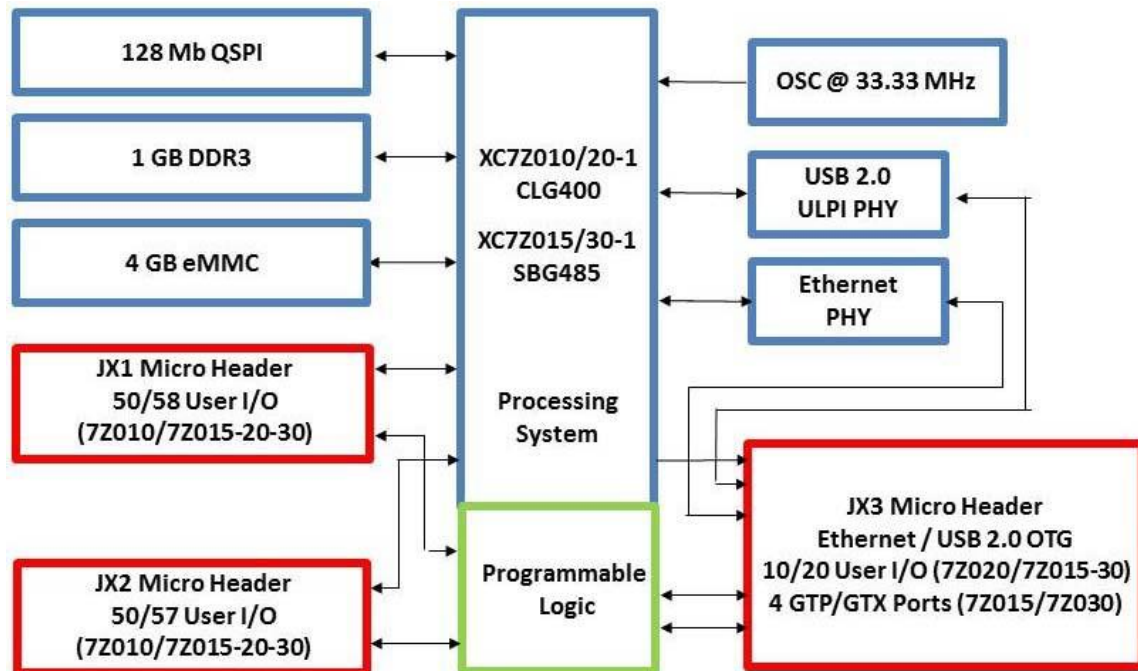 128 Mb QSPI
1 GB DDR3
4 GB eMMC
JX1 Micro Header
50/58 User I/O
(7Z010/7Z015-20-30)
JX2 Micro Header
50/57 User I/O
(7Z010/7Z015-20-30)
XC7Z010/20-1
CLG400
XC7Z015/30-1
SBG485
Processing
System
Programmable
Logic
OSC @ 33.33 MHz
USB 2.0
ULPI PHY
Ethernet
PHY
JX3 Micro Header
Ethernet / USB 2.0 OTG
10/20 User I/O (7Z020/7Z015-30)
4 GTP/GTX Ports (7Z015/7Z030)